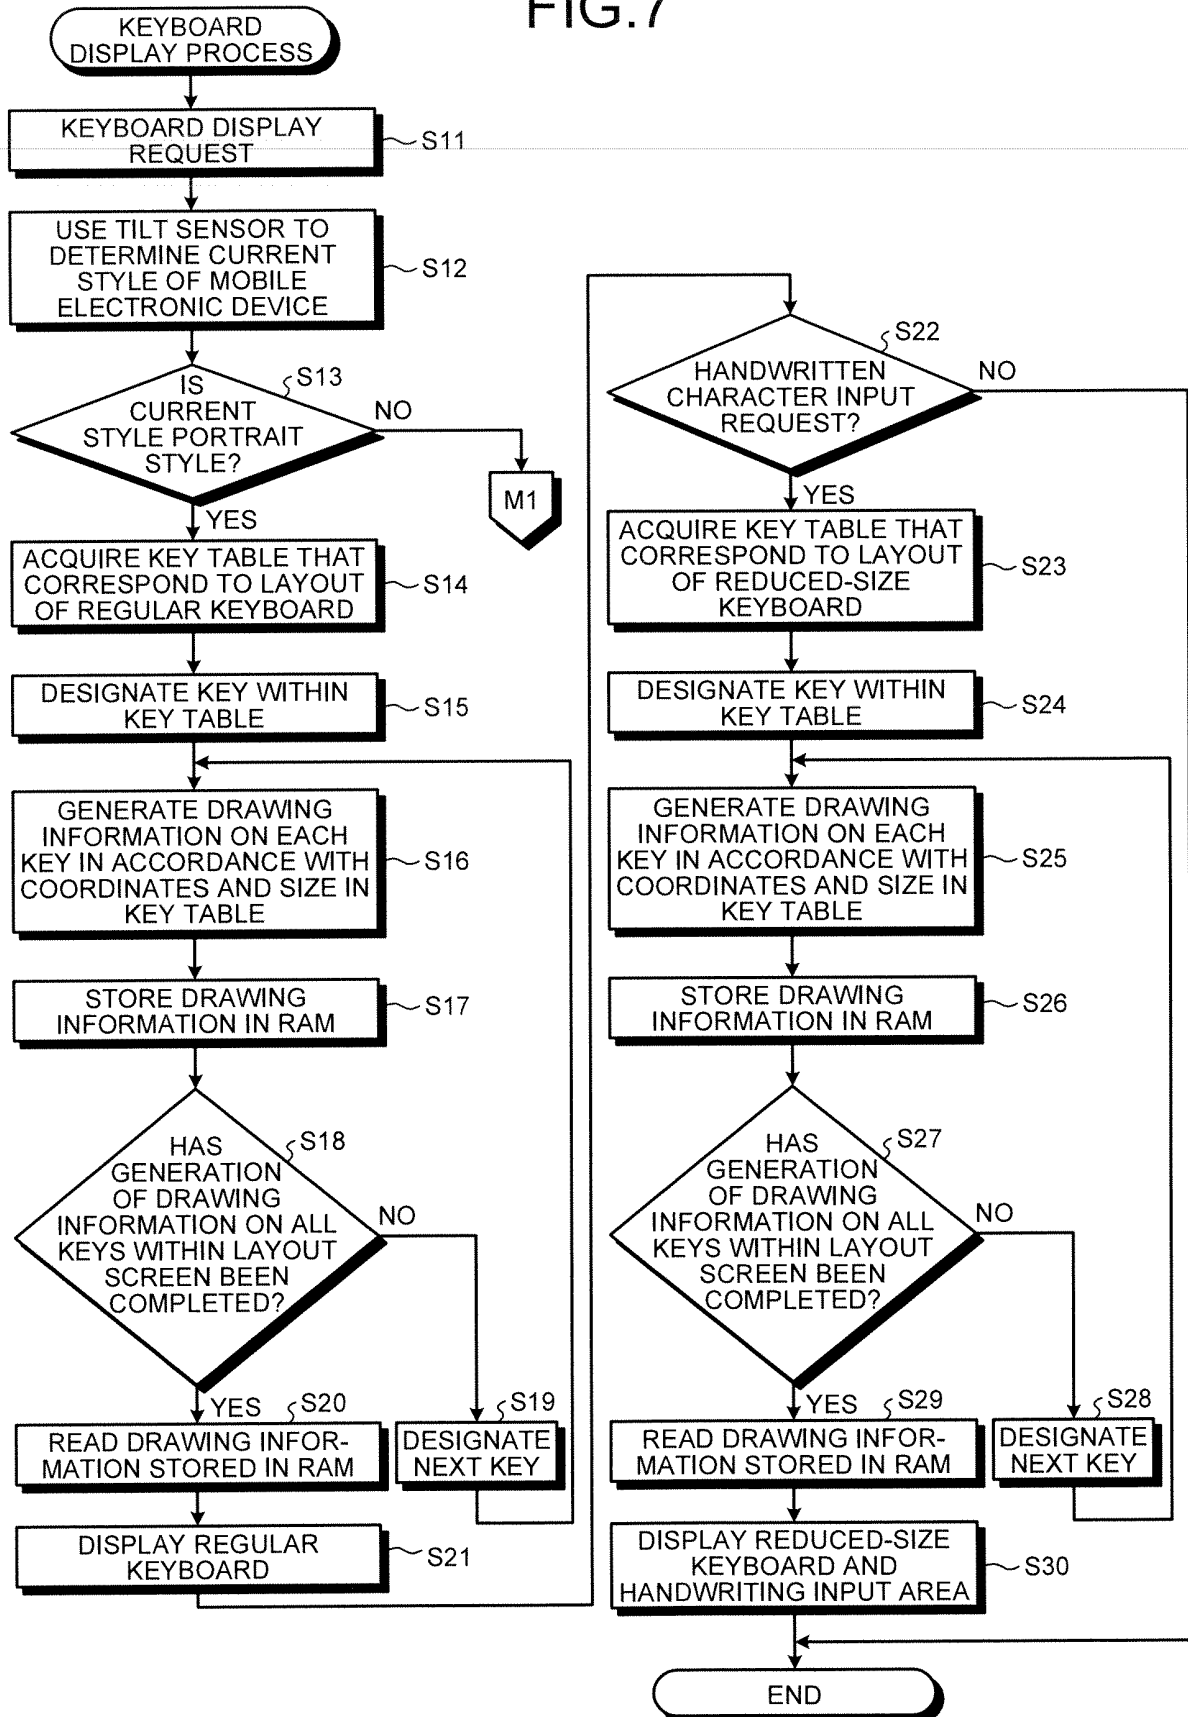 FIG.7
KEYBOARD
DISPLAY PROCESS
KEYBOARD DISPLAY
REQUEST
S11
USE TILT SENSOR TO
DETERMINE CURRENT
STYLE OF MOBILE
ELECTRONIC DEVICE
S12
S13
IS
CURRENT
STYLE PORTRAIT
STYLE?
NO
M1
YES
ACQUIRE KEY TABLE THAT
CORRESPOND TO LAYOUT
OF REGULAR KEYBOARD
S14
DESIGNATE KEY WITHIN
KEY TABLE
S15
GENERATE DRAWING
INFORMATION ON EACH
KEY IN ACCORDANCE WITH
COORDINATES AND SIZE IN
KEY TABLE
S16
STORE DRAWING
INFORMATION IN RAM
S17
S18
HAS
GENERATION
OF DRAWING
INFORMATION ON ALL
KEYS WITHIN LAYOUT
SCREEN BEEN
COMPLETED?
NO
YES
S20
READ DRAWING INFOR-
MATION STORED IN RAM
S19
DESIGNATE
NEXT KEY
DISPLAY REGULAR
KEYBOARD
S21
S22
HANDWRITTEN
CHARACTER INPUT
REQUEST?
NO
YES
ACQUIRE KEY TABLE THAT
CORRESPOND TO LAYOUT
OF REDUCED-SIZE
KEYBOARD
S23
DESIGNATE KEY WITHIN
KEY TABLE
S24
GENERATE DRAWING
INFORMATION ON EACH
KEY IN ACCORDANCE WITH
COORDINATES AND SIZE IN
KEY TABLE
S25
STORE DRAWING
INFORMATION IN RAM
S26
S27
HAS
GENERATION
OF DRAWING
INFORMATION ON ALL
KEYS WITHIN LAYOUT
SCREEN BEEN
COMPLETED?
NO
YES
S29
READ DRAWING INFOR-
MATION STORED IN RAM
S28
DESIGNATE
NEXT KEY
DISPLAY REDUCED-SIZE
KEYBOARD AND
HANDWRITING INPUT AREA
S30
END